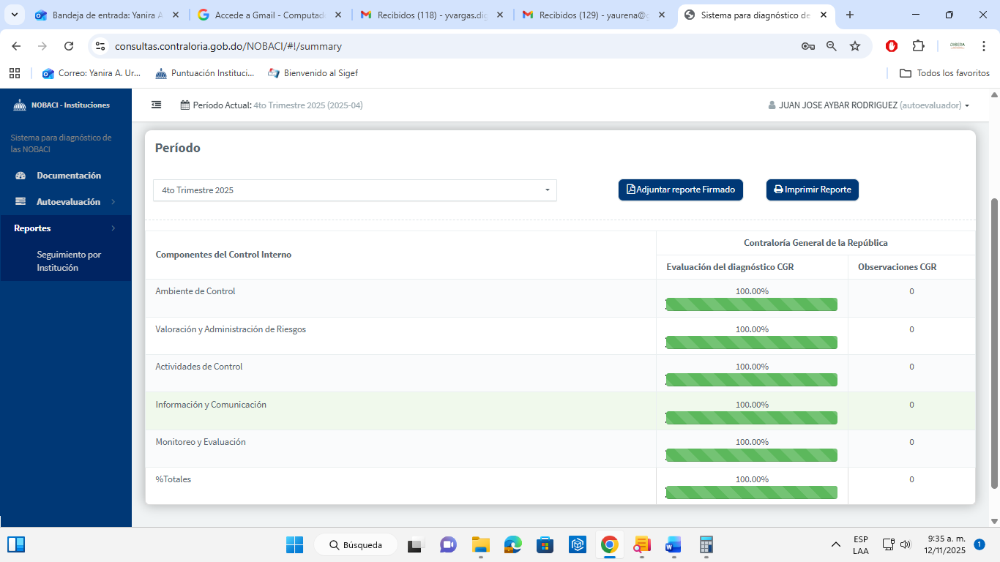 Bandeja de entrada: Yanira A
Accede a Gmail - Computad
Recibidos (118) - yvargas.dig
Recibidos (129) - yaurena@g
Sistema para diagnóstico de
consultas.contraloria.gob.do/NOBACI/#!/summary
Correo: Yanira A. Ur...
Puntuación Instituci...
Bienvenido al Sigef
Todos los favoritos
NOBACI - Instituciones
Período Actual: 4to Trimestre 2025 (2025-04)
JUAN JOSE AYBAR RODRIGUEZ (autoevaluador)
Sistema para diagnóstico de
las NOBACI
Documentación
Autoevaluación
Reportes
Seguimiento por
Institución
Período
4to Trimestre 2025
Adjuntar reporte Firmado
Imprimir Reporte
Componentes del Control Interno
Contraloría General de la República
Evaluación del diagnóstico CGR
Observaciones CGR
Ambiente de Control
100.00%
0
Valoración y Administración de Riesgos
100.00%
0
Actividades de Control
100.00%
0
Información y Comunicación
100.00%
0
Monitoreo y Evaluación
100.00%
0
%Totales
100.00%
0
Búsqueda
ESP
LAA
9:35 a. m.
12/11/2025
1